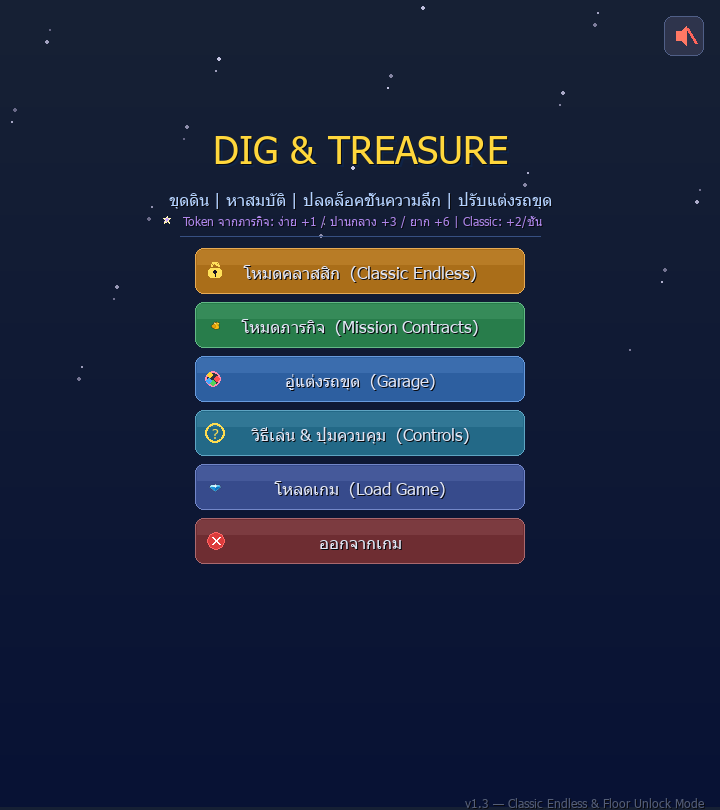 DIG & TREASURE
ขุดดิน | หาสมบัติ | ปลดล็อคชั้นความลึก | ปรับแต่งรถขุด
Token จากภารกิจ: ง่าย +1 / ปานกลาง +3 / ยาก +6 | Classic: +2/ชั้น
โหมดคลาสสิก (Classic Endless)
โหมดภารกิจ (Mission Contracts)
อู่แต่งรถขุด (Garage)
? วิธีเล่น & ปุ่มควบคุม (Controls)
โหลดเกม (Load Game)
ออกจากเกม
v1.3 — Classic Endless & Floor Unlock Mode